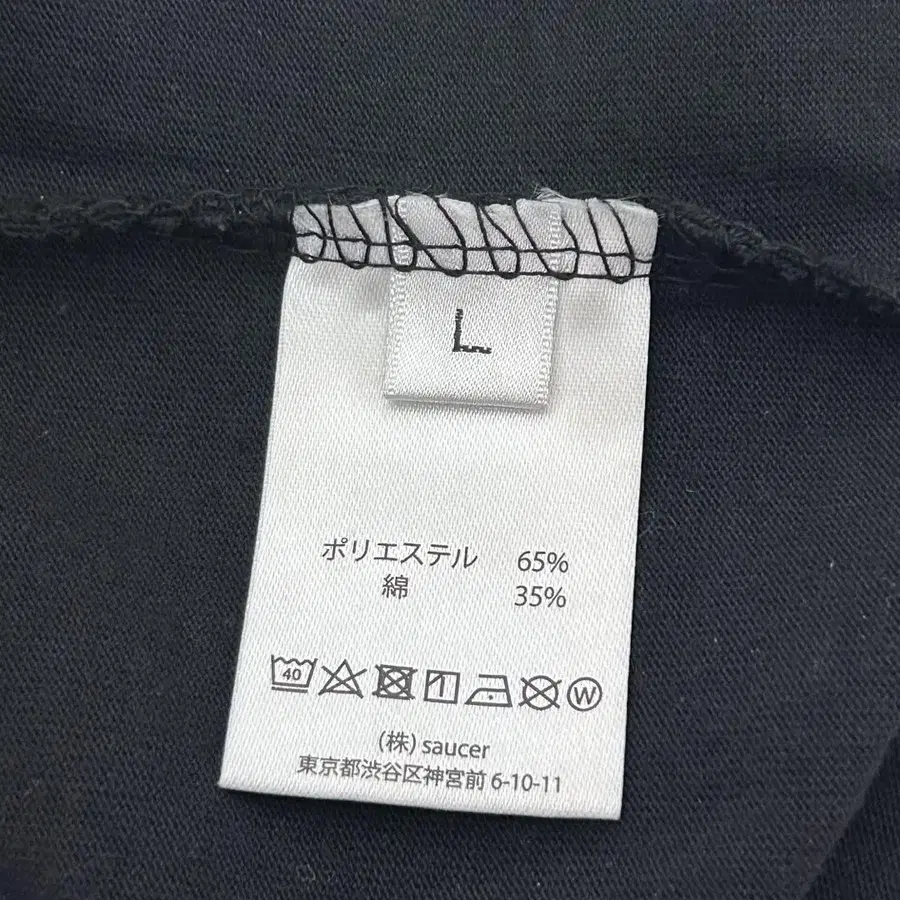 L
ポリエステル 65%
綿 35%
40 W
(株) saucer
東京都渋谷区神宮前 6-10-11